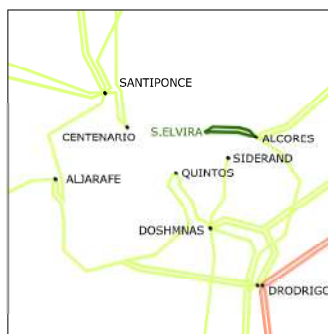 SANTIPONCE
CENTENARIO
S.ELVIRA
ALCORES
SIDERAND
ALJARAFE
QUINTOS
DOSHMNAS
DRODRIGO